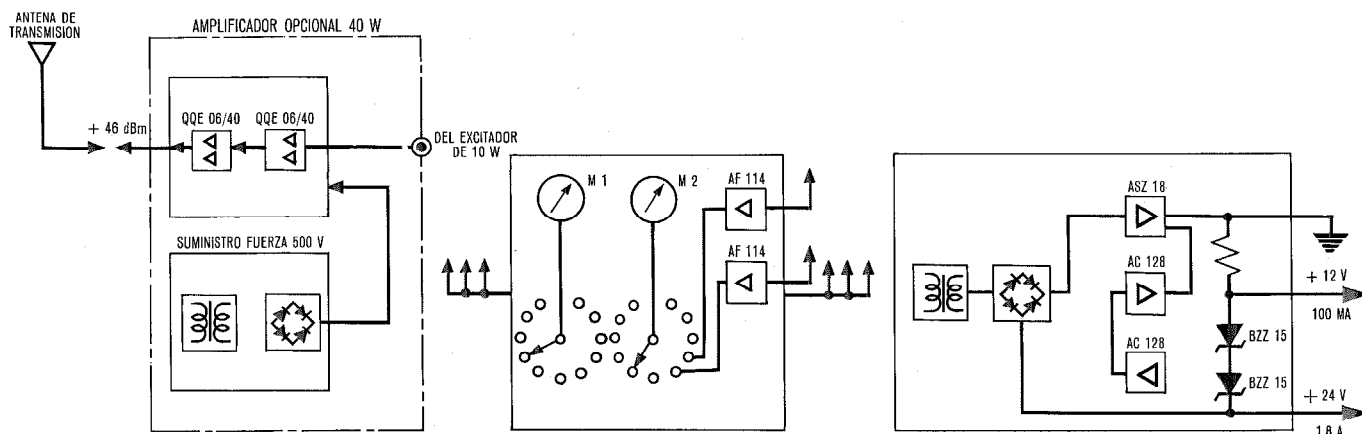 ANTENA DE
TRANSMISION
AMPLIFICADOR OPCIONAL 40 W
QQE 06/40
QQE 06/40
+ 46 dBm
DEL EXCITADOR
DE 10 W
SUMINISTRO FUERZA 500 V
M 1
M 2
AF 114
AF 114
ASZ 18
AC 128
AC 128
+ 12 V
100 MA
BZZ 15
BZZ 15
+ 24 V
1.8 A